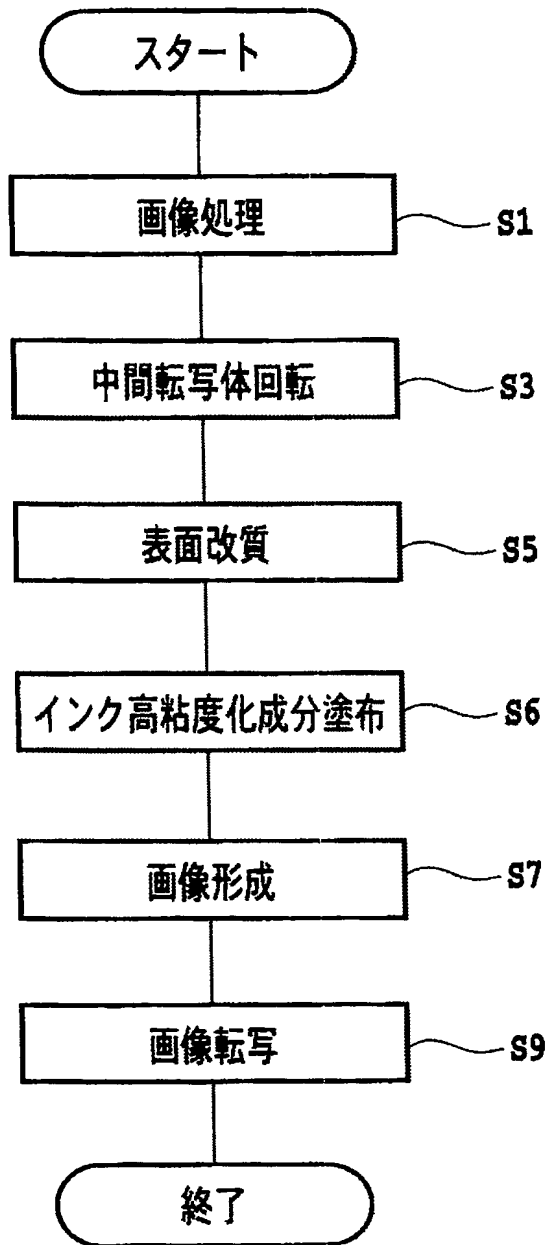 スタート
画像処理
S1
中間転写体回転
S3
表面改質
S5
インク高粘度化成分塗布
S6
画像形成
S7
画像転写
S9
終了